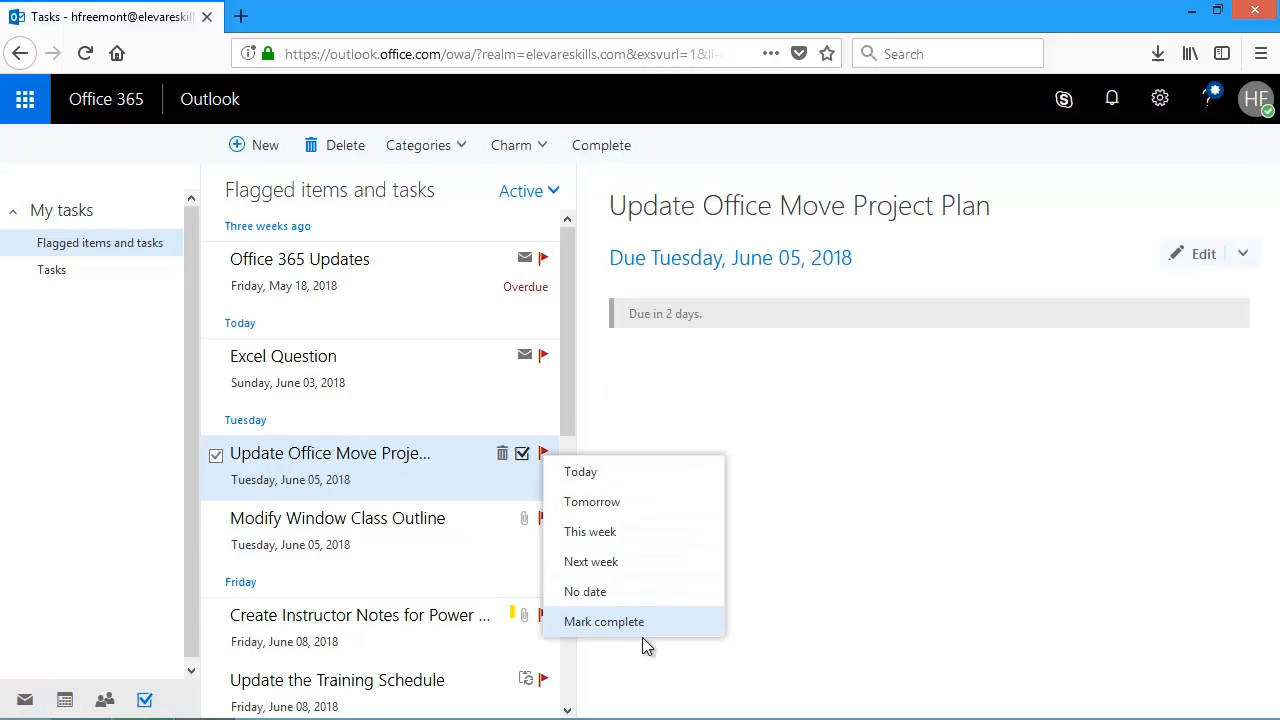 Tasks - hfreemont@elevareskill
https://outlook.office.com/owa/?realm=elevareskills.com&exsvurl=1&ll-
Search
Office 365
Outlook
HF
New
Delete
Categories
Charm
Complete
My tasks
Flagged items and tasks
Tasks
Flagged items and tasks
Active
Three weeks ago
Office 365 Updates
Friday, May 18, 2018
Overdue
Today
Excel Question
Sunday, June 03, 2018
Tuesday
Update Office Move Proje...
Tuesday, June 05, 2018
Modify Window Class Outline
Tuesday, June 05, 2018
Friday
Create Instructor Notes for Power ...
Friday, June 08, 2018
Update the Training Schedule
Friday, June 08, 2018
Today
Tomorrow
This week
Next week
No date
Mark complete
Update Office Move Project Plan
Due Tuesday, June 05, 2018
Edit
Due in 2 days.